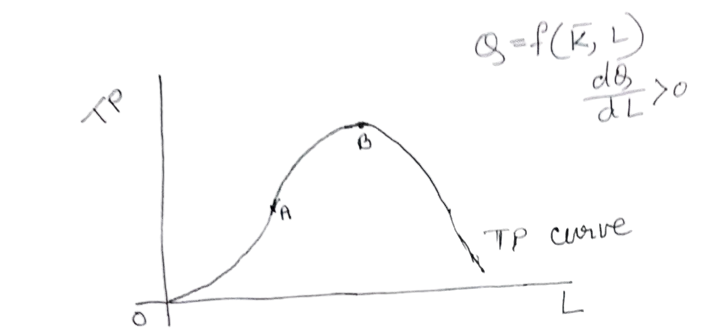 Q = f(K̄, L)
dQ/dL > 0
TP
B
A
TP curve
O
L